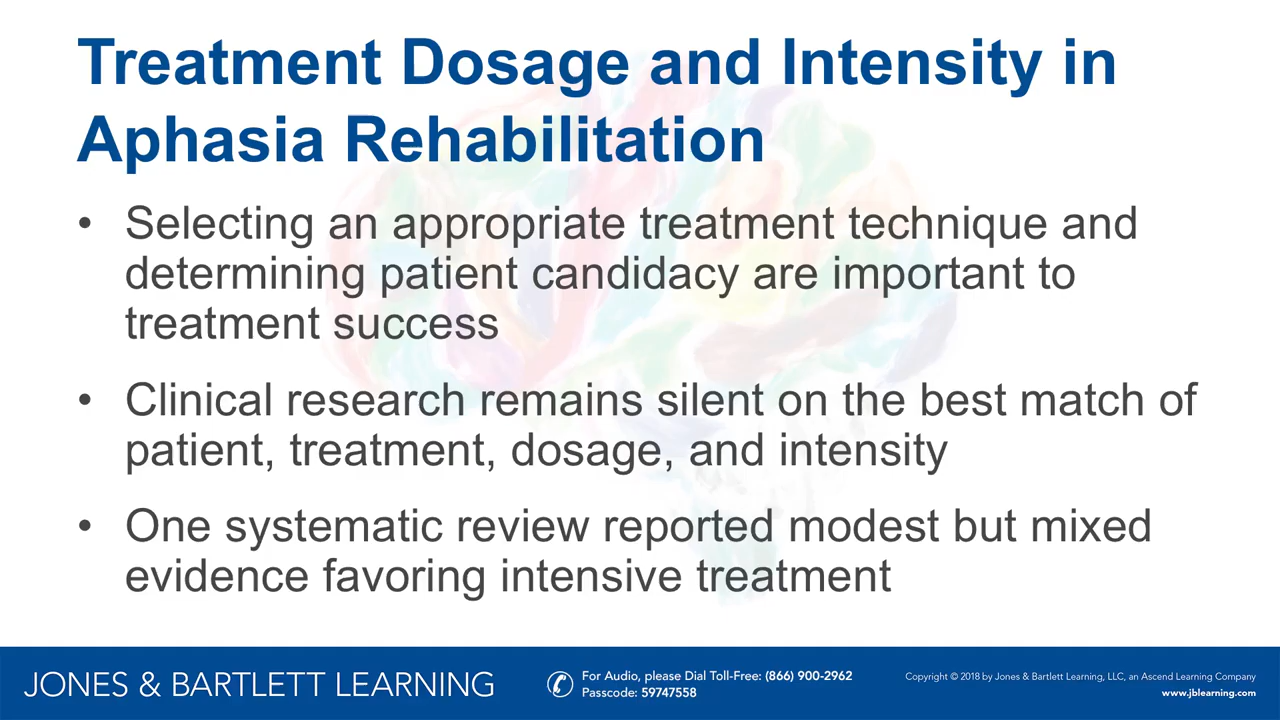 Treatment Dosage and Intensity in
Aphasia Rehabilitation
• Selecting an appropriate treatment technique and
determining patient candidacy are important to
treatment success
• Clinical research remains silent on the best match of
patient, treatment, dosage, and intensity
• One systematic review reported modest but mixed
evidence favoring intensive treatment
JONES & BARTLETT LEARNING
For Audio, please Dial Toll-Free: (866) 900-2962
Passcode: 59747558
Copyright © 2018 by Jones & Bartlett Learning, LLC, an Ascend Learning Company
www.jblearning.com